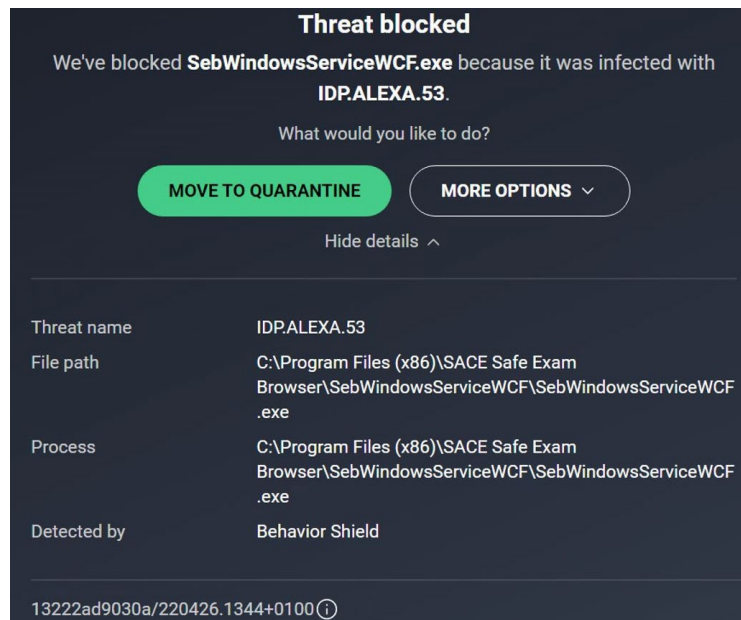 Threat blocked
We've blocked SebWindowsServiceWCF.exe because it was infected with
IDP.ALEXA.53.
What would you like to do?
MOVE TO QUARANTINE
MORE OPTIONS
Hide details
Threat name
IDP.ALEXA.53
File path
C:\Program Files (x86)\SACE Safe Exam
Browser\SebWindowsServiceWCF\SebWindowsServiceWCF
.exe
Process
C:\Program Files (x86)\SACE Safe Exam
Browser\SebWindowsServiceWCF\SebWindowsServiceWCF
.exe
Detected by
Behavior Shield
13222ad9030a/220426.1344+0100